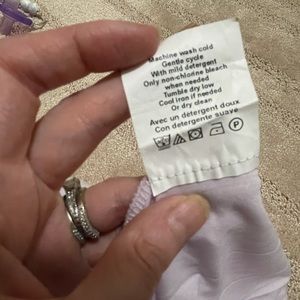 Machine wash cold
Gentle cycle
With mild detergent
Only non-chlorine bleach
when needed
Tumble dry low
Cool iron if needed
Or dry clean
Avec un détergent doux
Con detergente suave
P